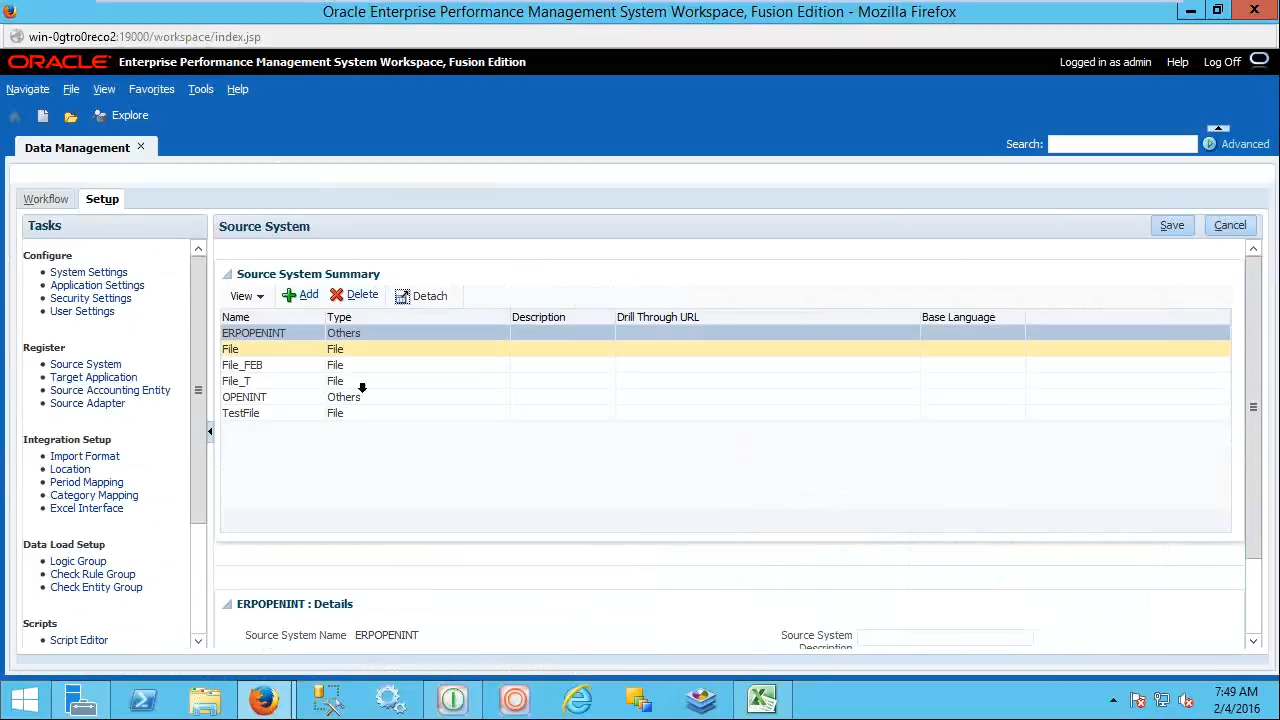 Oracle Enterprise Performance Management System Workspace, Fusion Edition - Mozilla Firefox
win-0gtro0reco2:19000/workspace/index.jsp
ORACLE Enterprise Performance Management System Workspace, Fusion Edition
Logged in as admin Help Log Off
Navigate File View Favorites Tools Help
Explore
Data Management Search: Advanced
Workflow Setup
Tasks
Configure
System Settings
Application Settings
Security Settings
User Settings
Register
Source System
Target Application
Source Accounting Entity
Source Adapter
Integration Setup
Import Format
Location
Period Mapping
Category Mapping
Excel Interface
Data Load Setup
Logic Group
Check Rule Group
Check Entity Group
Scripts
Script Editor
Source System Save Cancel
Source System Summary
View Add Delete Detach
Name Type Description Drill Through URL Base Language
ERPOPENINT Others
File File
File_FEB File
File_T File
OPENINT Others
TestFile File
ERPOPENINT : Details
Source System Name ERPOPENINT Source System
Description
7:49 AM
2/4/2016